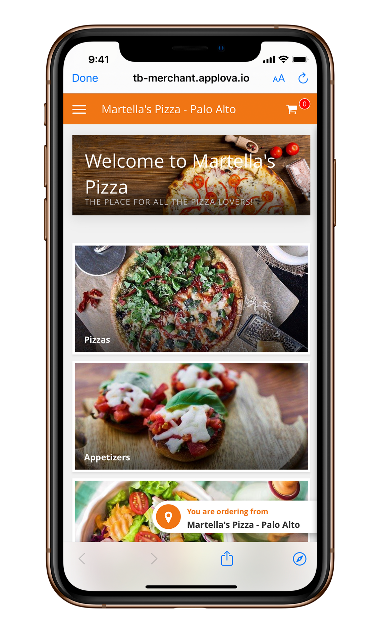 9:41
Done
tb-merchant.applova.io
AA
Martella's Pizza - Palo Alto
0
Welcome to Martella's
Pizza
THE PLACE FOR ALL THE PIZZA LOVERS!
Pizzas
Appetizers
You are ordering from
Martella's Pizza - Palo Alto